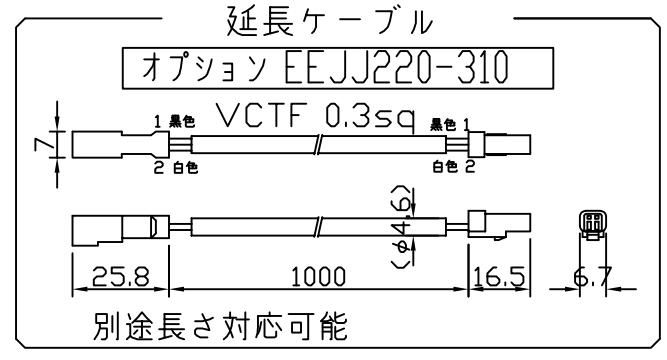 延長ケーブル
オプション EEJJ220-310
VCTF 0.3sq
1 黒色
黒色 1
7
2 白色
白色 2
(φ4.6)
25.8
1000
16.5
6.7
別途長さ対応可能